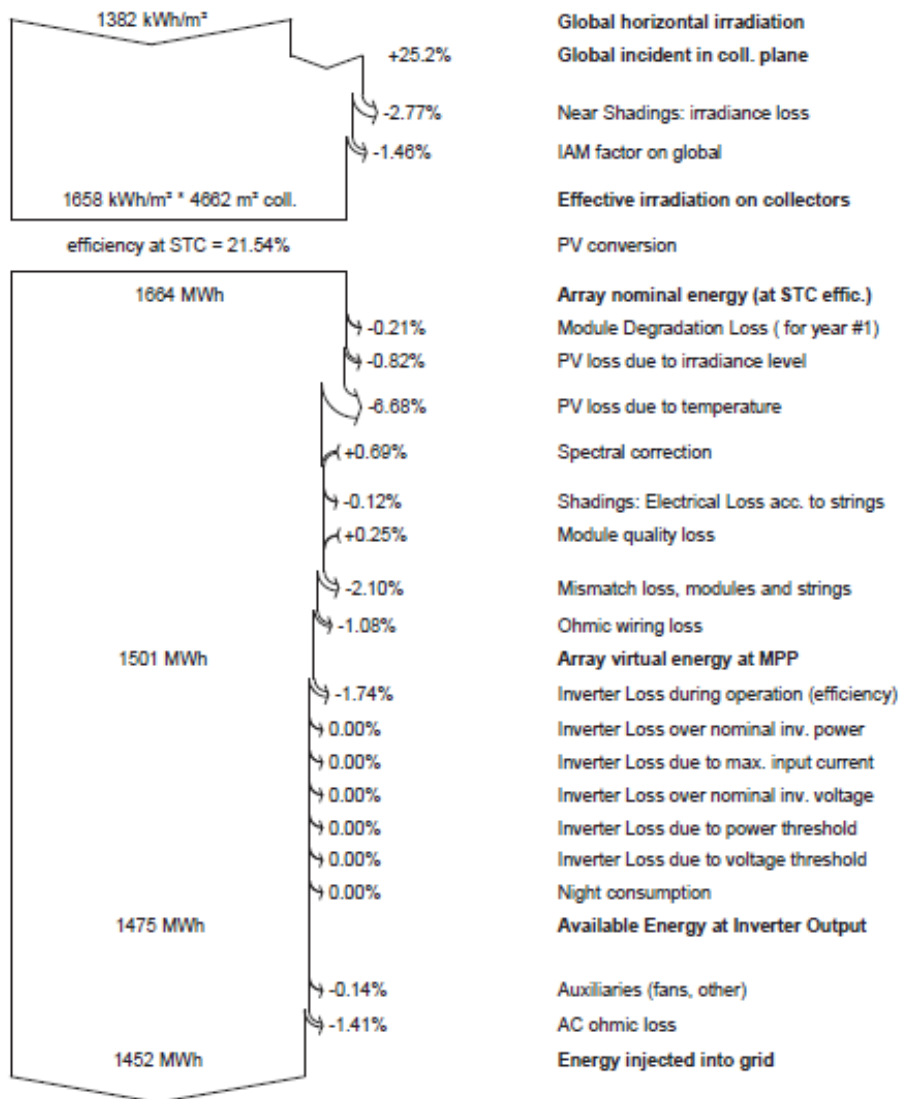 1382 kWh/m² Global horizontal irradiation
+25.2% Global incident in coll. plane
-2.77% Near Shadings: irradiance loss
-1.46% IAM factor on global
1658 kWh/m² * 4662 m² coll. Effective irradiation on collectors
efficiency at STC = 21.54% PV conversion
1664 MWh Array nominal energy (at STC effic.)
-0.21% Module Degradation Loss ( for year #1)
-0.82% PV loss due to irradiance level
-6.68% PV loss due to temperature
+0.69% Spectral correction
-0.12% Shadings: Electrical Loss acc. to strings
+0.25% Module quality loss
-2.10% Mismatch loss, modules and strings
-1.08% Ohmic wiring loss
1501 MWh Array virtual energy at MPP
-1.74% Inverter Loss during operation (efficiency)
0.00% Inverter Loss over nominal inv. power
0.00% Inverter Loss due to max. input current
0.00% Inverter Loss over nominal inv. voltage
0.00% Inverter Loss due to power threshold
0.00% Inverter Loss due to voltage threshold
0.00% Night consumption
1475 MWh Available Energy at Inverter Output
-0.14% Auxiliaries (fans, other)
-1.41% AC ohmic loss
1452 MWh Energy injected into grid